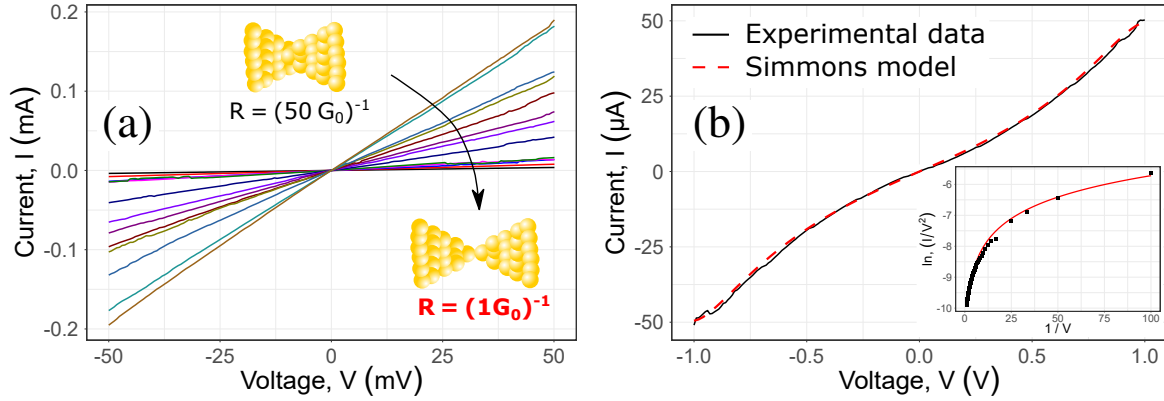 (a)
R = (50 G₀)⁻¹
R = (1G₀)⁻¹
Current, I (mA)
0.2
0.1
0.0
-0.1
-0.2
-50
-25
0
25
50
Voltage, V (mV)
(b)
Experimental data
Simmons model
Current, I (µA)
50
25
0
-25
-50
-1.0
-0.5
0.0
0.5
1.0
Voltage, V (V)
ln, (I/V²)
-5
-6
-7
-8
-9
-10
0
25
50
75
100
1 / V